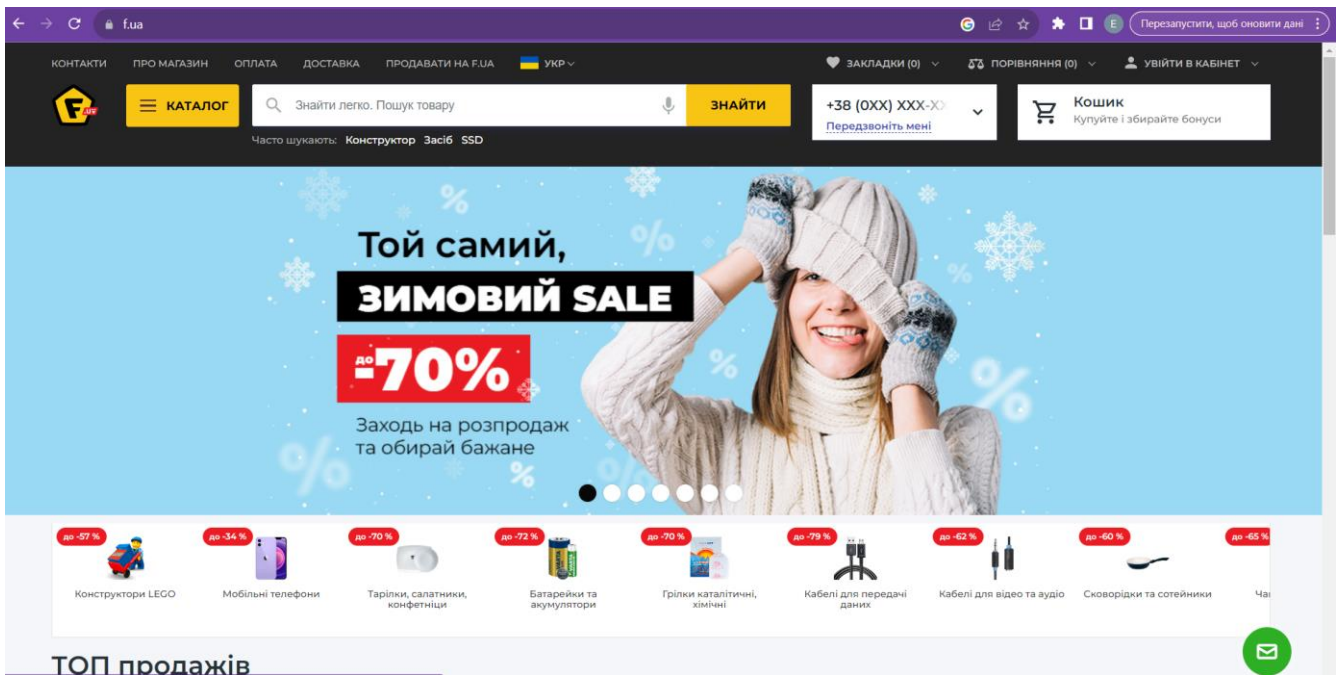 f.ua
Перезапустити, щоб оновити дані
E
КОНТАКТИ ПРО МАГАЗИН ОПЛАТА ДОСТАВКА ПРОДАВАТИ НА F.UA УКР
ЗАКЛАДКИ (0) ПОРІВНЯННЯ (0) УВІЙТИ В КАБІНЕТ
F.ua
КАТАЛОГ
Знайти легко. Пошук товару
ЗНАЙТИ
+38 (0XX) XXX-XX
Передзвоніть мені
Кошик
Купуйте і збирайте бонуси
Часто шукають: Конструктор Засіб SSD
Той самий,
ЗИМОВИЙ SALE
до -70%
Заходь на розпродаж
та обирай бажане
до -57 % до -34 % до -70 % до -72 % до -70 % до -79 % до -62 % до -60 % до -65 %
Конструктори LEGO
Мобільні телефони
Тарілки, салатники,
конфетниці
Батарейки та
акумулятори
Грілки каталітичні,
хімічні
Кабелі для передачі
даних
Кабелі для відео та аудіо
Сковорідки та сотейники
ТОП продажів